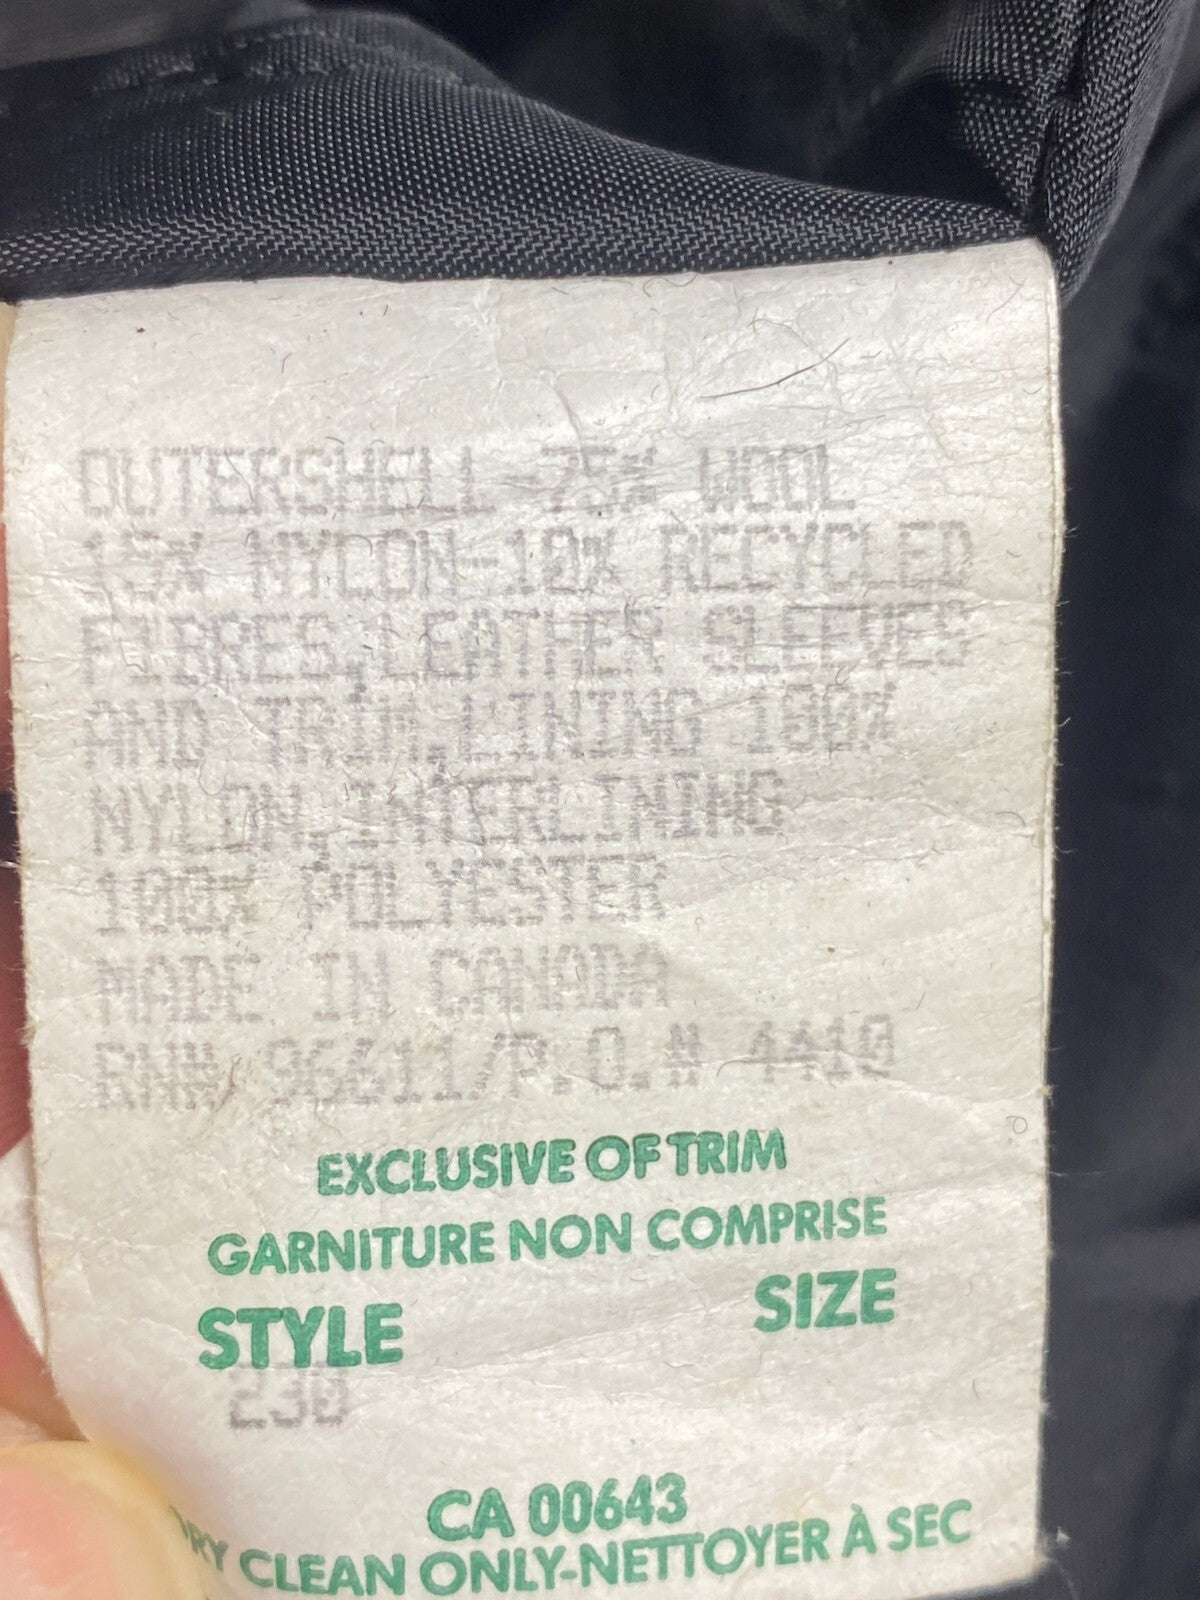 OUTERSHELL-75% WOOL
15% NYLON-10% RECYCLED
FIBRES,LEATHER SLEEVES
AND TRIM,LINING 100%
NYLON,INTERLINING
100% POLYESTER
MADE IN CANADA
RN# P.O.#
EXCLUSIVE OF TRIM
GARNITURE NON COMPRISE
STYLE SIZE
230
CA 00643
DRY CLEAN ONLY-NETTOYER À SEC